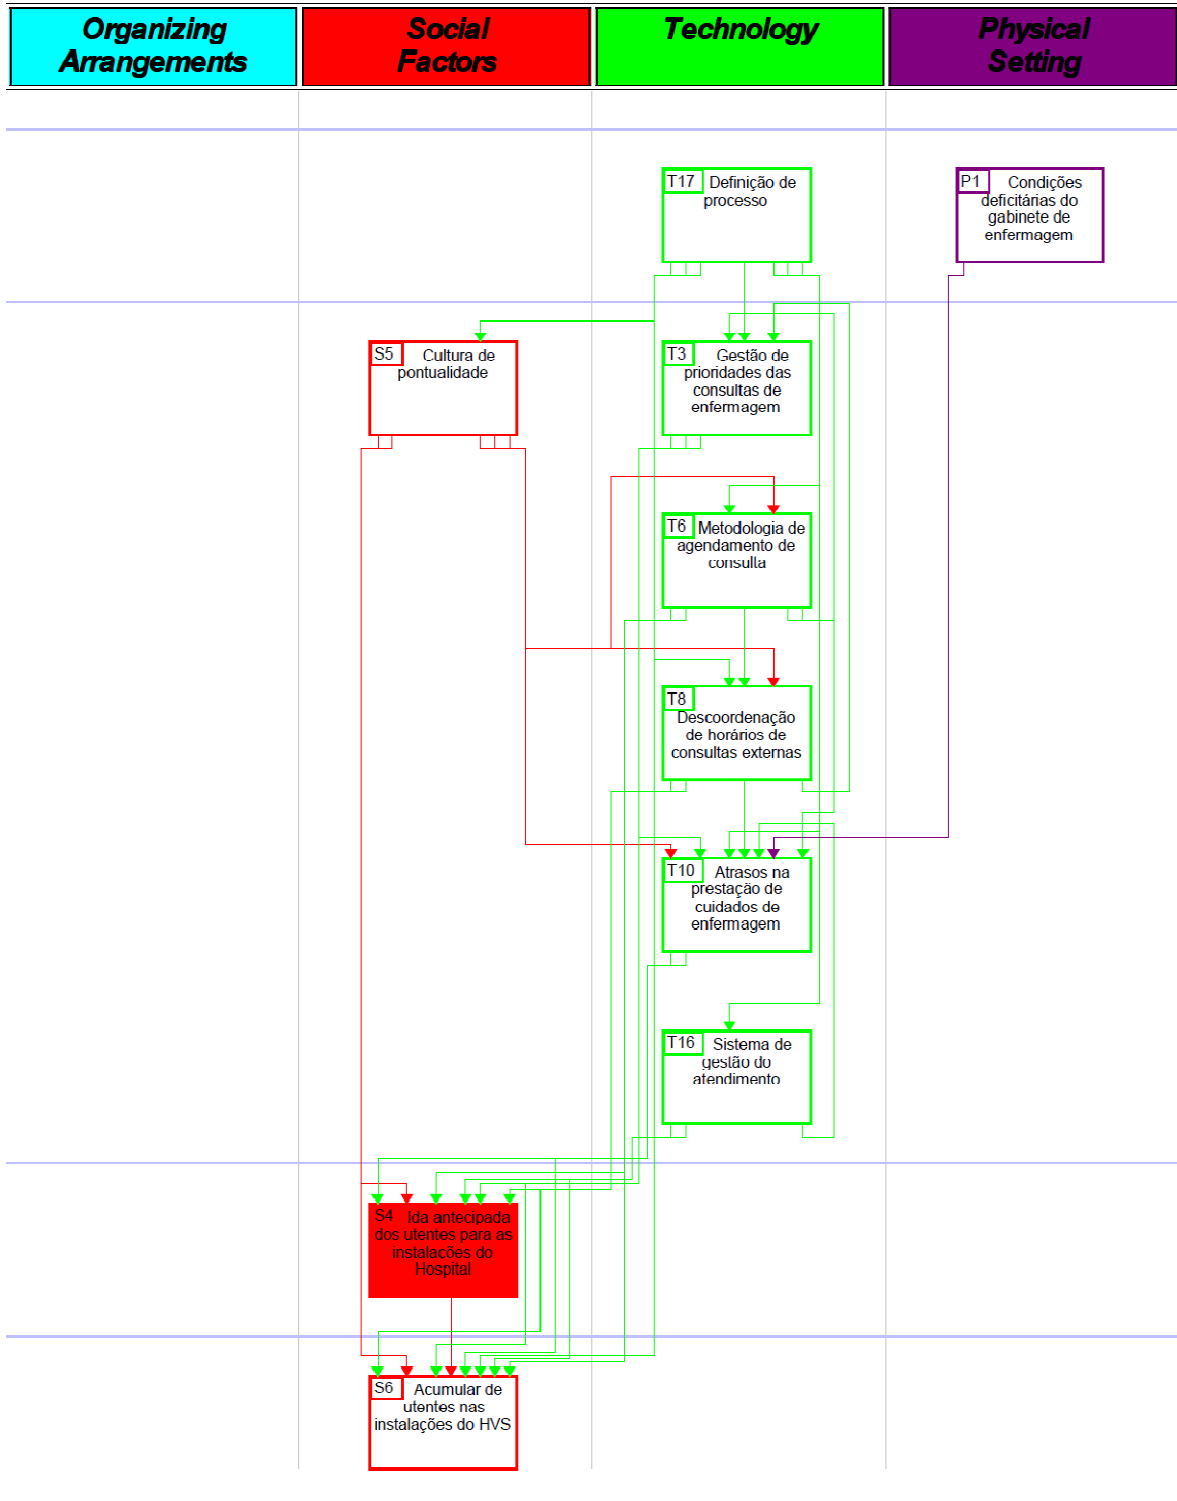 Organizing
Arrangements
Social
Factors
Technology
Physical
Setting
T17 Definição de
processo
P1 Condições
deficitárias do
gabinete de
enfermagem
S5 Cultura de
pontualidade
T3 Gestão de
prioridades das
consultas de
enfermagem
T6 Metodologia de
agendamento de
consulta
T8
Descoordenação
de horários de
consultas externas
T10 Atrasos na
prestação de
cuidados de
enfermagem
T16 Sistema de
gestão do
atendimento
S4 Ida antecipada
dos utentes para as
instalações do
Hospital
S6 Acumular de
utentes nas
instalações do HVS